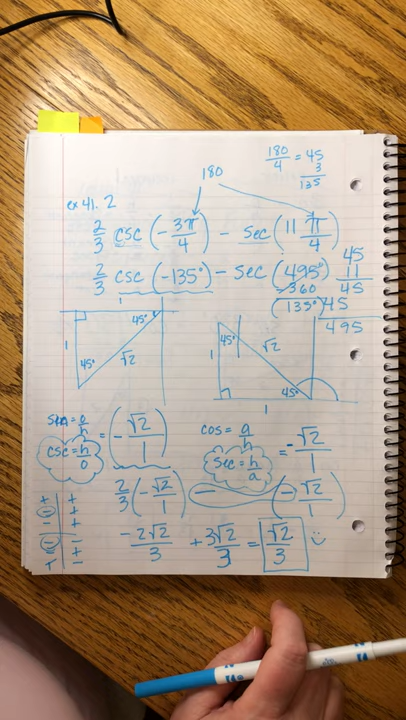 180/4 = 45
3
135
180
ex 41. 2
2/3 csc (-3π/4) - sec (11 π/4)
2/3 csc (-135°) - sec (495°)
-360
(135°)
45
11
45
45
495
1
45°
1
45°
√2
45°
√2
1
45°
1
sin = o/h
csc = h/o
= (-√2/1)
cos = a/h
sec = h/a
= -√2/1
2/3 (-√2/1) - (-√2/1)
-2√2/3 + 3√2/3 = √2/3
+ +
- +
- +
- -
- +
+ -